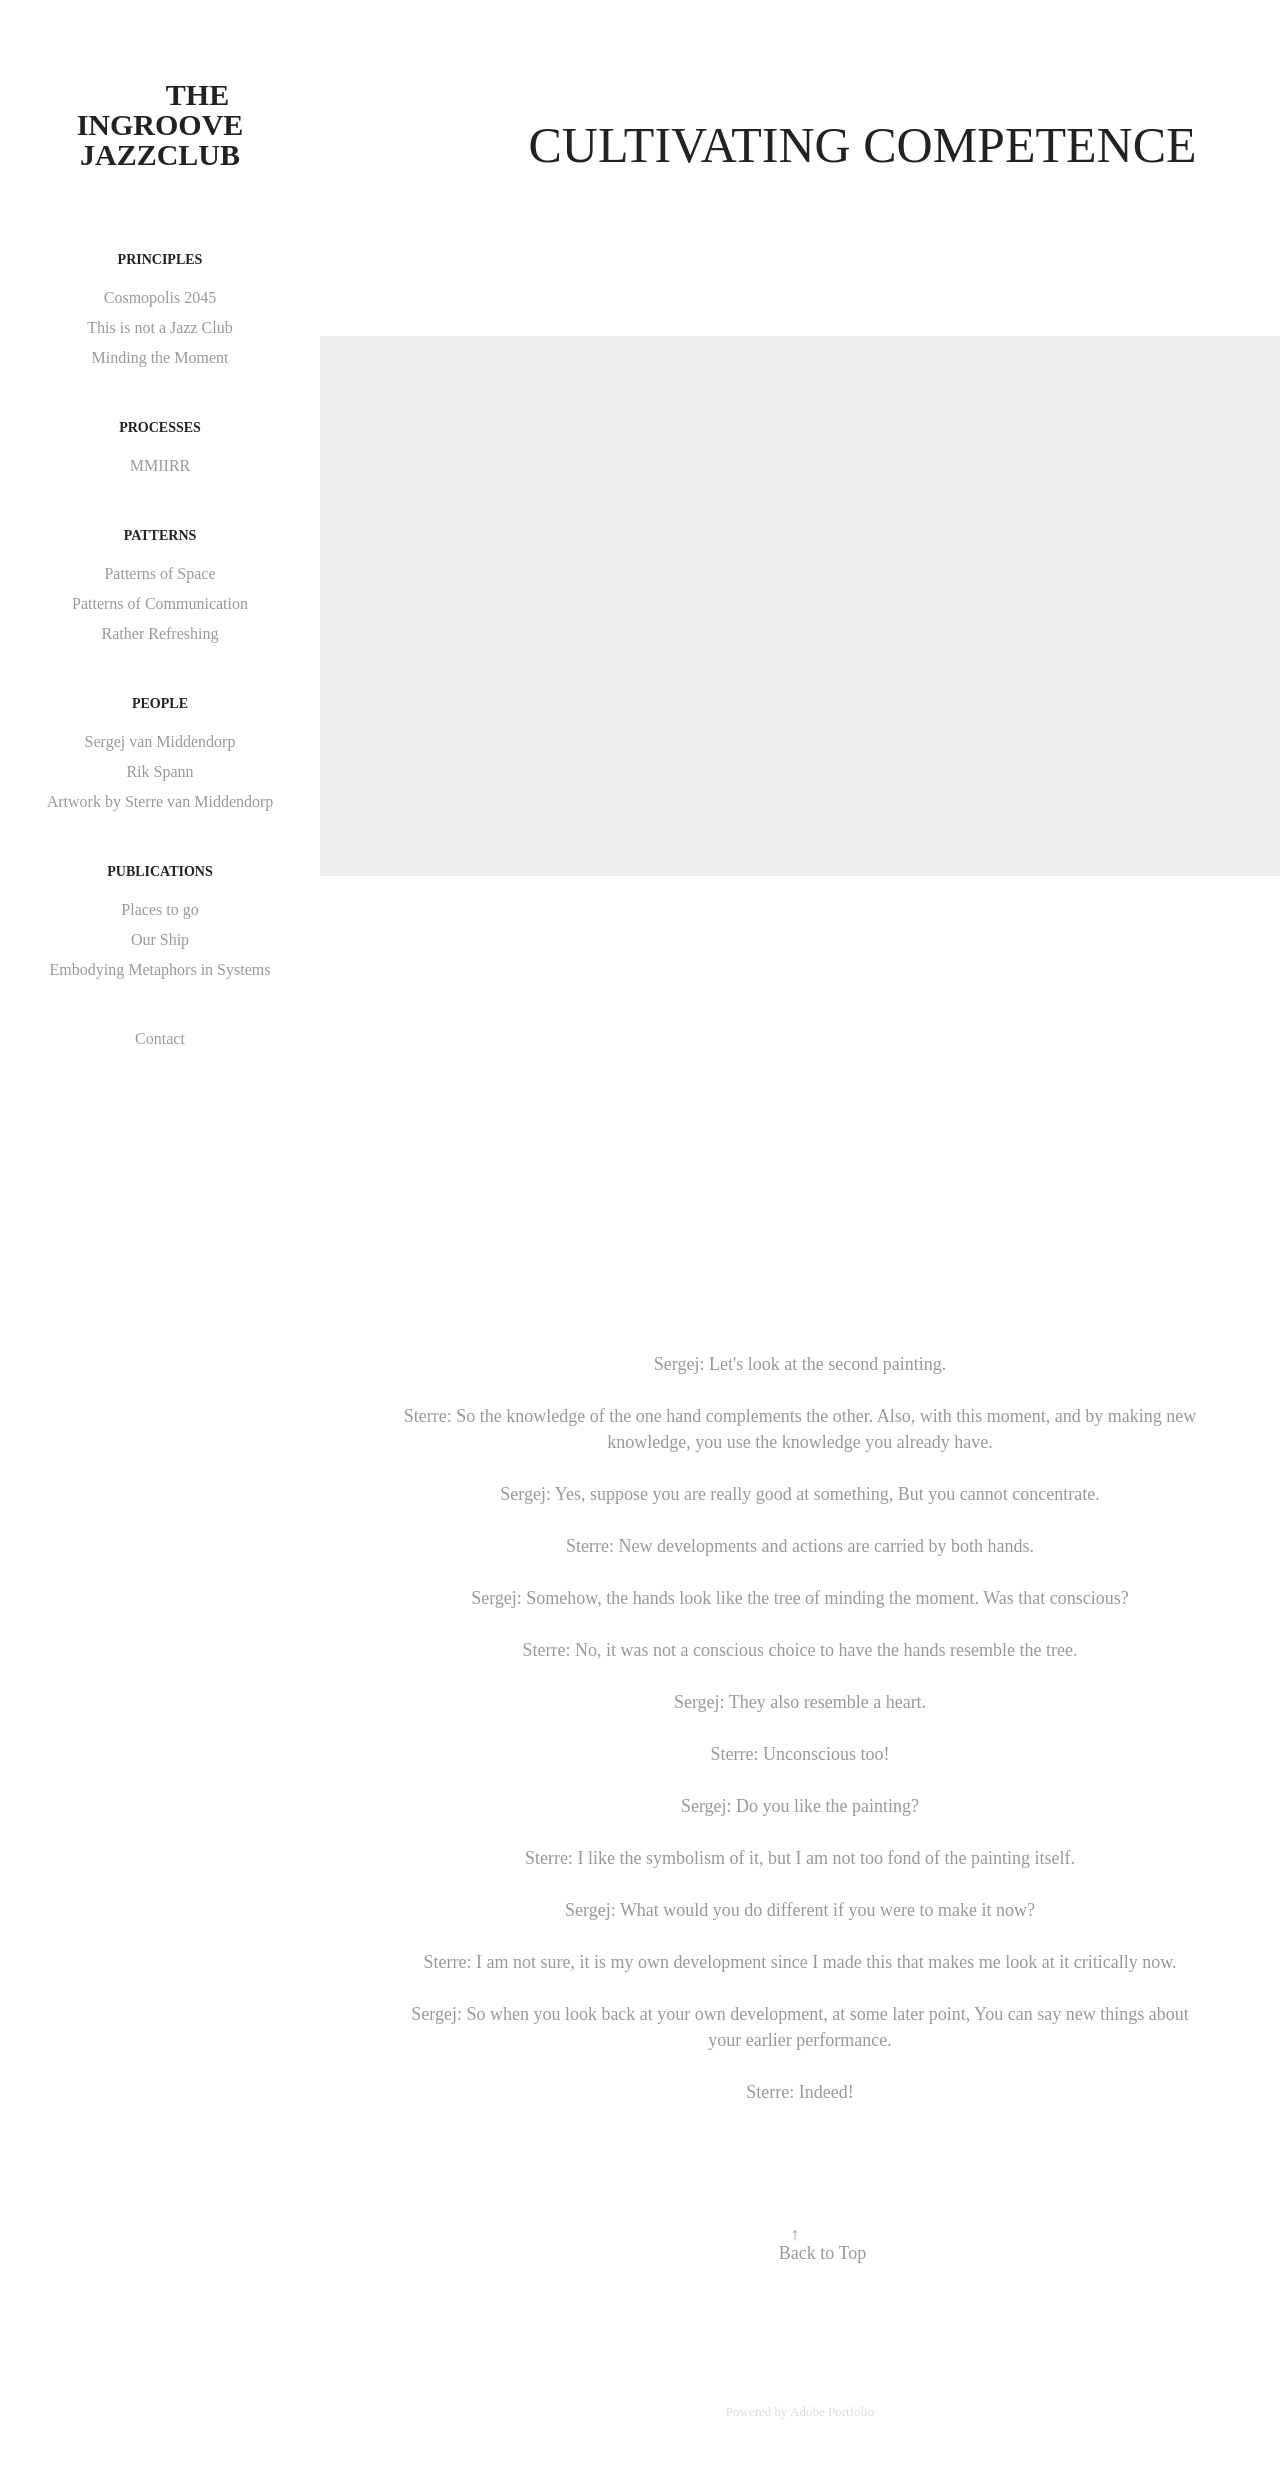 THE
INGROOVE
JAZZCLUB
PRINCIPLES
Cosmopolis 2045
This is not a Jazz Club
Minding the Moment
PROCESSES
MMIIRR
PATTERNS
Patterns of Space
Patterns of Communication
Rather Refreshing
PEOPLE
Sergej van Middendorp
Rik Spann
Artwork by Sterre van Middendorp
PUBLICATIONS
Places to go
Our Ship
Embodying Metaphors in Systems
Contact
CULTIVATING COMPETENCE
Sergej: Let's look at the second painting.
Sterre: So the knowledge of the one hand complements the other. Also, with this moment, and by making new
knowledge, you use the knowledge you already have.
Sergej: Yes, suppose you are really good at something, But you cannot concentrate.
Sterre: New developments and actions are carried by both hands.
Sergej: Somehow, the hands look like the tree of minding the moment. Was that conscious?
Sterre: No, it was not a conscious choice to have the hands resemble the tree.
Sergej: They also resemble a heart.
Sterre: Unconscious too!
Sergej: Do you like the painting?
Sterre: I like the symbolism of it, but I am not too fond of the painting itself.
Sergej: What would you do different if you were to make it now?
Sterre: I am not sure, it is my own development since I made this that makes me look at it critically now.
Sergej: So when you look back at your own development, at some later point, You can say new things about
your earlier performance.
Sterre: Indeed!
↑
Back to Top
Powered by Adobe Portfolio